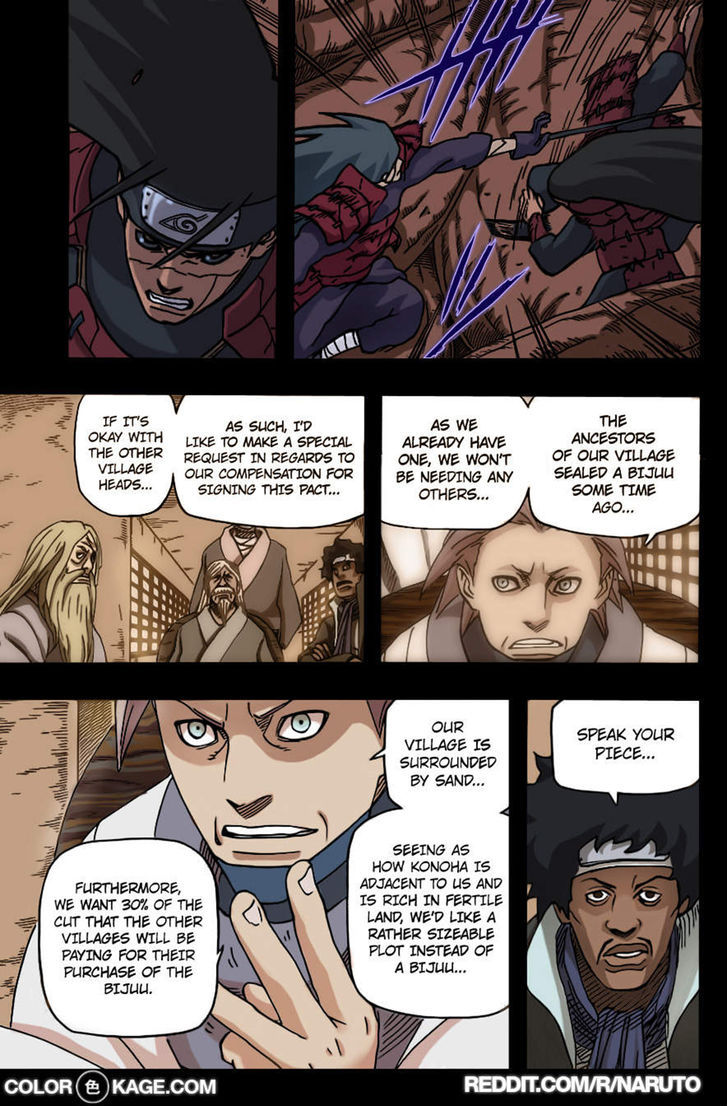 THE
ANCESTORS
OF OUR VILLAGE
SEALED A BIJUU
SOME TIME
AGO...
AS WE
ALREADY HAVE
ONE, WE WON'T
BE NEEDING ANY
OTHERS...
AS SUCH, I'D
LIKE TO MAKE A SPECIAL
REQUEST IN REGARDS TO
OUR COMPENSATION FOR
SIGNING THIS PACT...
IF IT'S
OKAY WITH
THE OTHER
VILLAGE
HEADS...
SPEAK YOUR
PIECE...
OUR
VILLAGE IS
SURROUNDED
BY SAND...
SEEING AS
HOW KONOHA IS
ADJACENT TO US AND
IS RICH IN FERTILE
LAND, WE'D LIKE A
RATHER SIZEABLE
PLOT INSTEAD OF
A BIJUU...
FURTHERMORE,
WE WANT 30% OF THE
CUT THAT THE OTHER
VILLAGES WILL BE
PAYING FOR THEIR
PURCHASE OF THE
BIJUU.
COLOR 色 KAGE.COM
REDDIT.COM/R/NARUTO